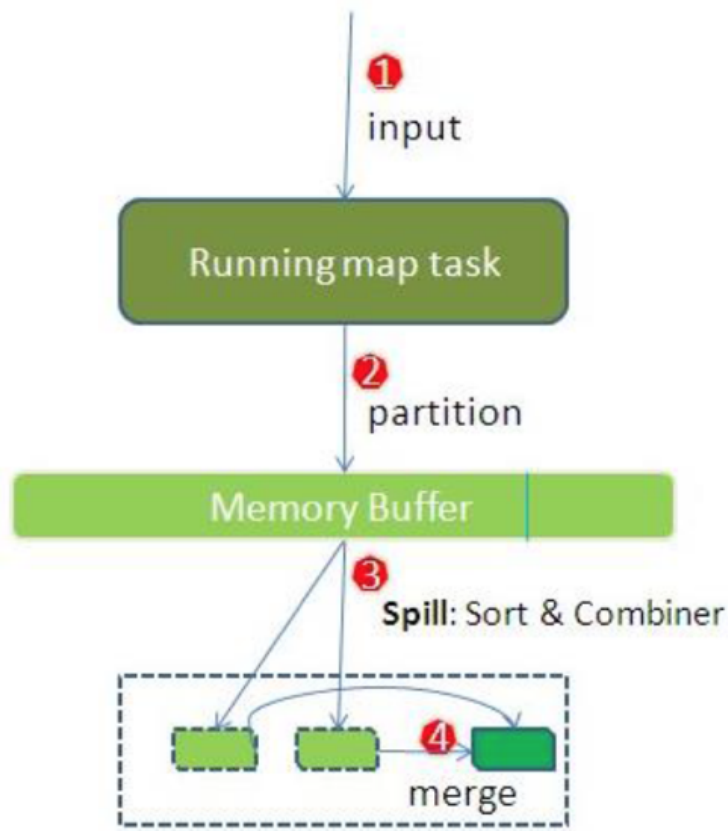 1
input
Running map task
2
partition
Memory Buffer
3
Spill: Sort & Combiner
4
merge